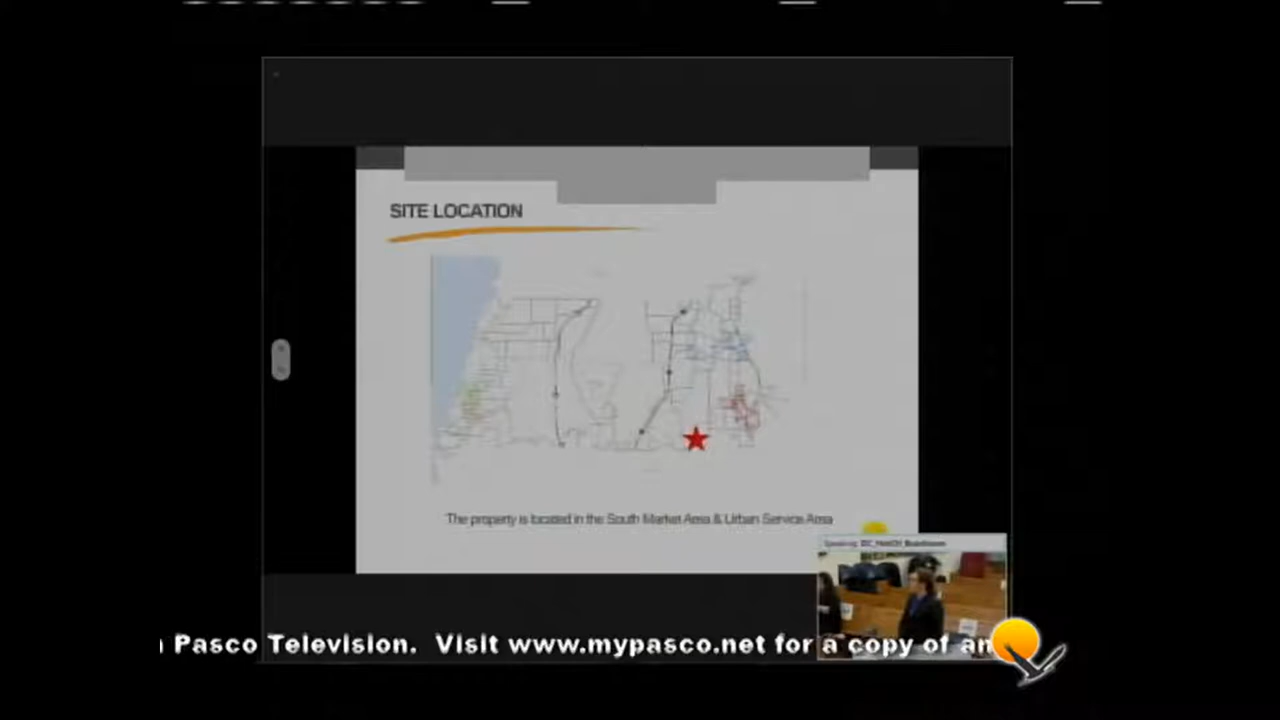 SITE LOCATION
The property is located in the South Market Area & Urban Service Area
Speaking:
Pasco Television. Visit www.mypasco.net for a copy of an